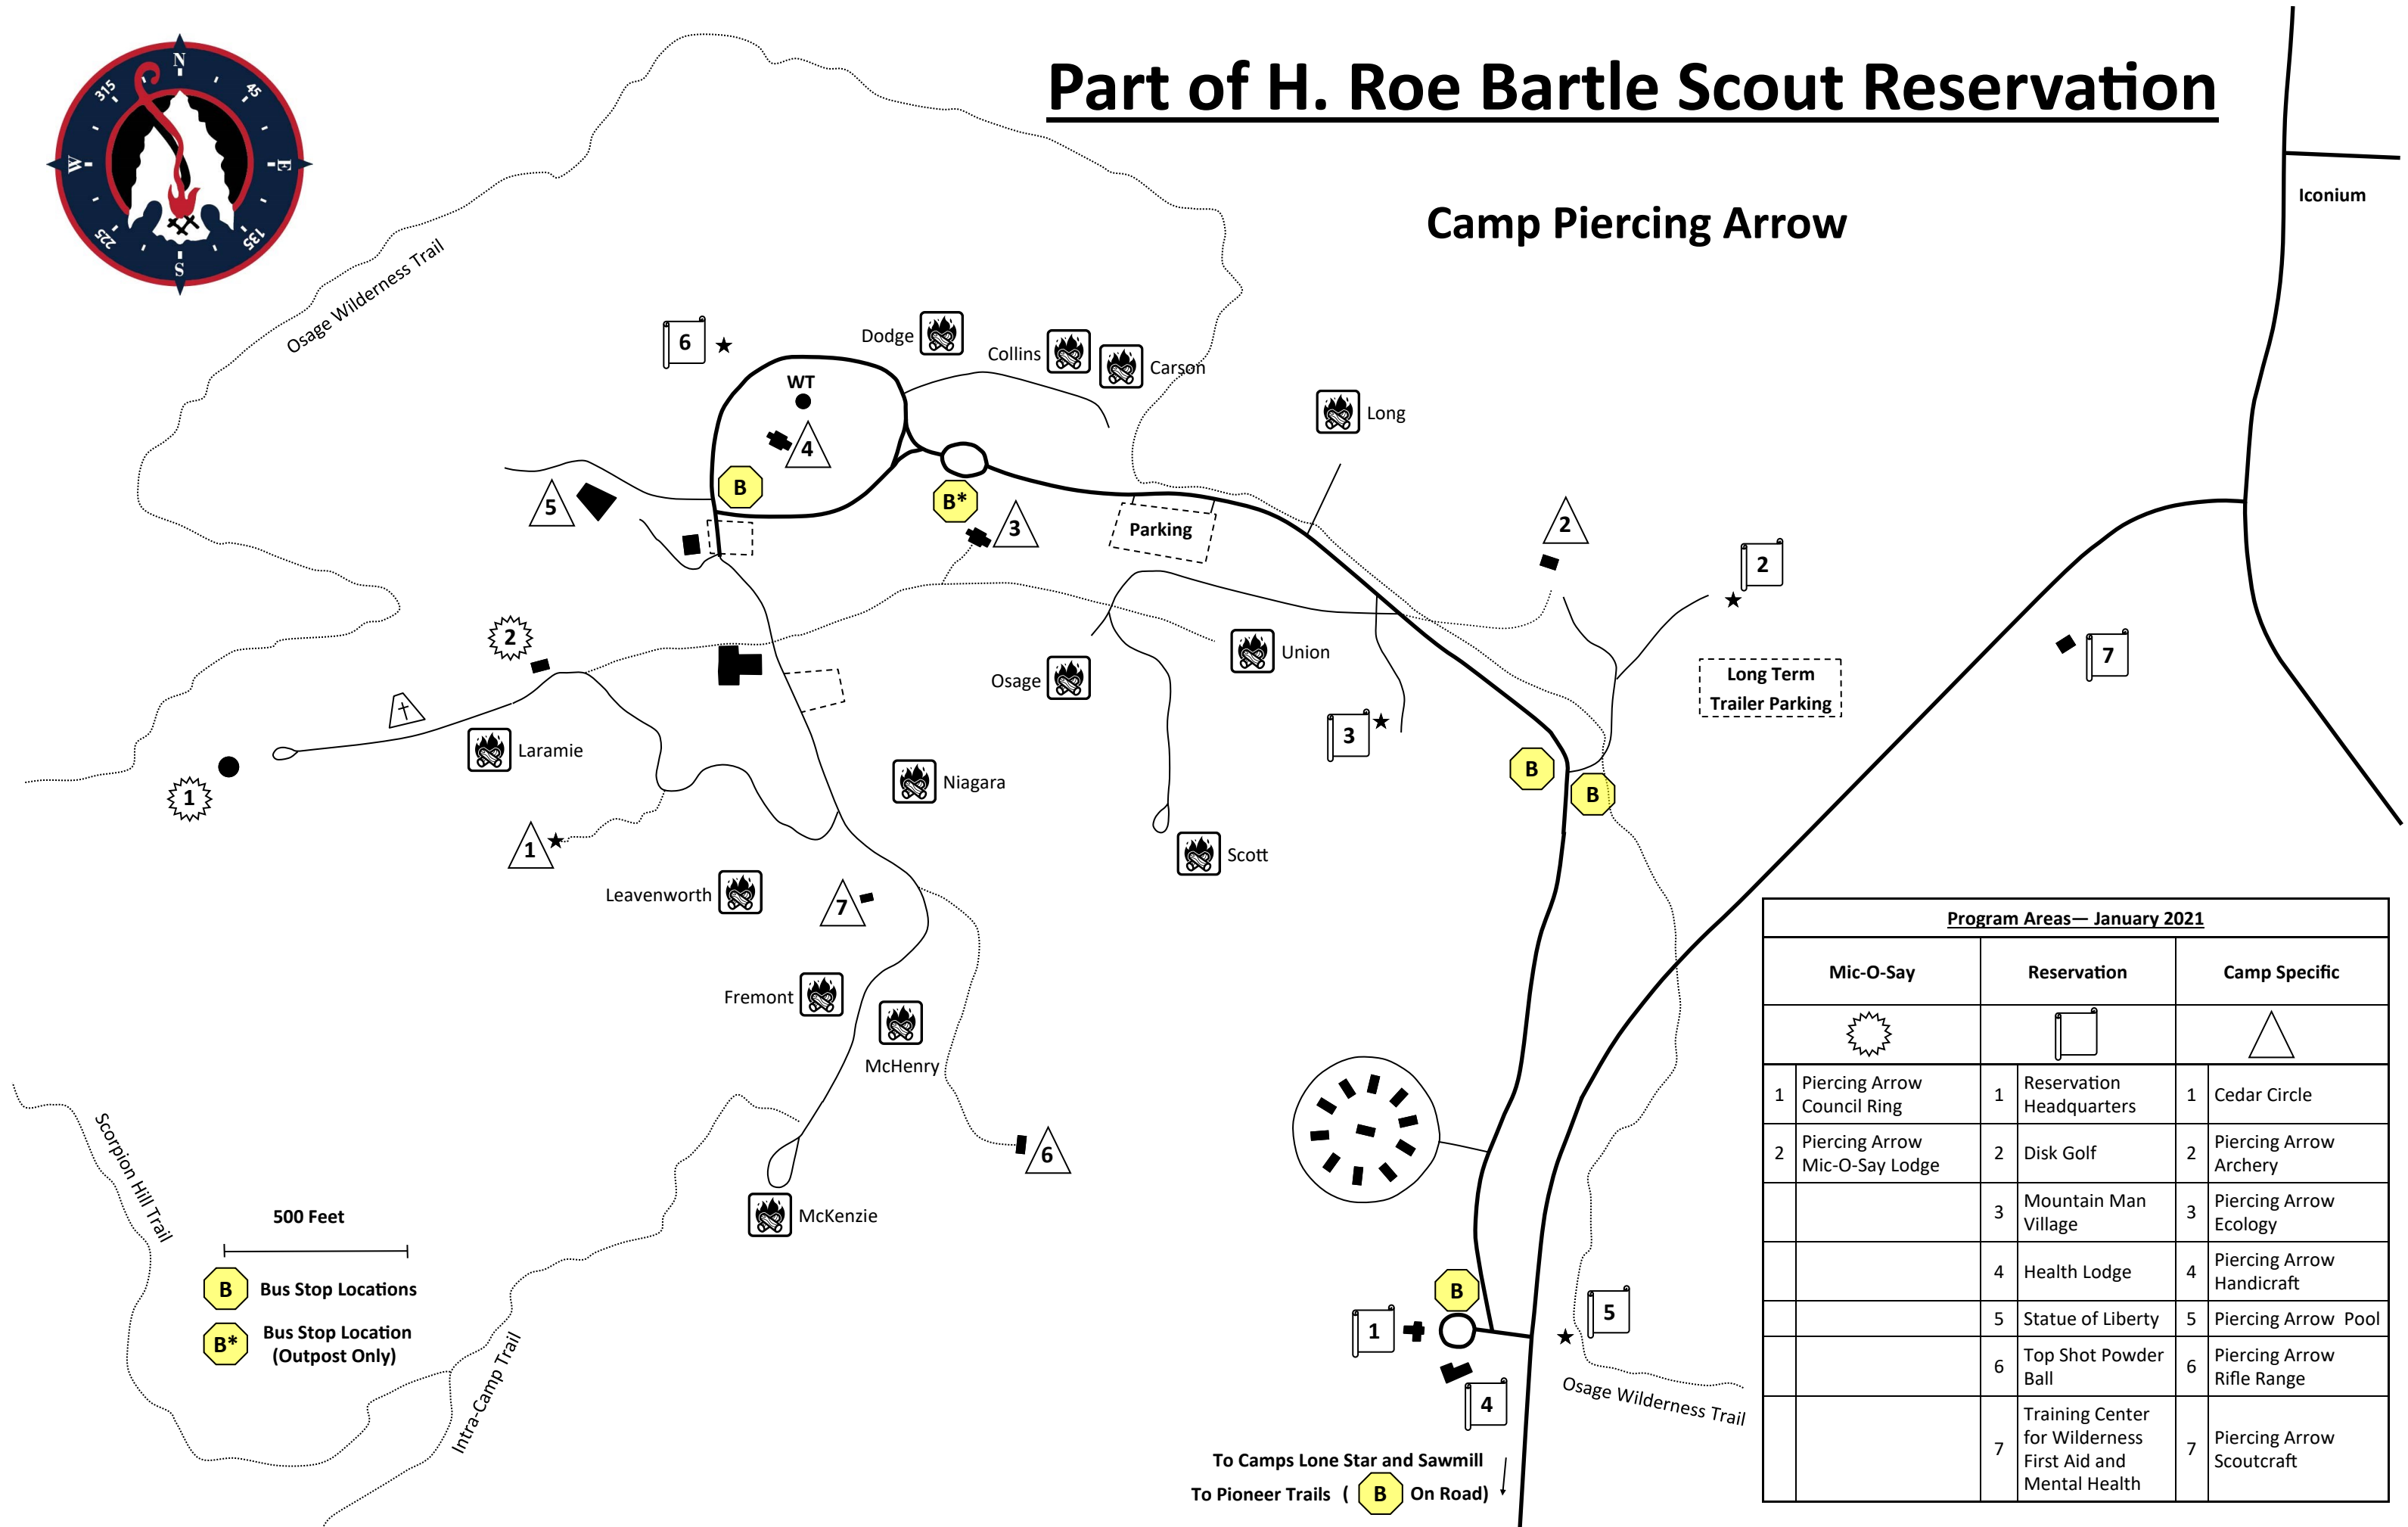 Part of H. Roe Bartle Scout Reservation
Camp Piercing Arrow
N
45
E
135
S
225
W
315
Iconium
Osage Wilderness Trail
6
Dodge
Collins
Carson
WT
4
Long
B
B*
5
3
Parking
2
2
7
2
Long Term
Trailer Parking
Union
Osage
3
Laramie
Niagara
B
B
1
1
Scott
Leavenworth
7
Fremont
McHenry
6
McKenzie
Scorpion Hill Trail
500 Feet
B Bus Stop Locations
B* Bus Stop Location
(Outpost Only)
Intra-Camp Trail
B
1
5
4
Osage Wilderness Trail
To Camps Lone Star and Sawmill
To Pioneer Trails ( B On Road)
Program Areas— January 2021
Mic-O-Say Reservation Camp Specific
1 Piercing Arrow Council Ring 1 Reservation Headquarters 1 Cedar Circle
2 Piercing Arrow Mic-O-Say Lodge 2 Disk Golf 2 Piercing Arrow Archery
3 Mountain Man Village 3 Piercing Arrow Ecology
4 Health Lodge 4 Piercing Arrow Handicraft
5 Statue of Liberty 5 Piercing Arrow Pool
6 Top Shot Powder Ball 6 Piercing Arrow Rifle Range
7 Training Center for Wilderness First Aid and Mental Health 7 Piercing Arrow Scoutcraft